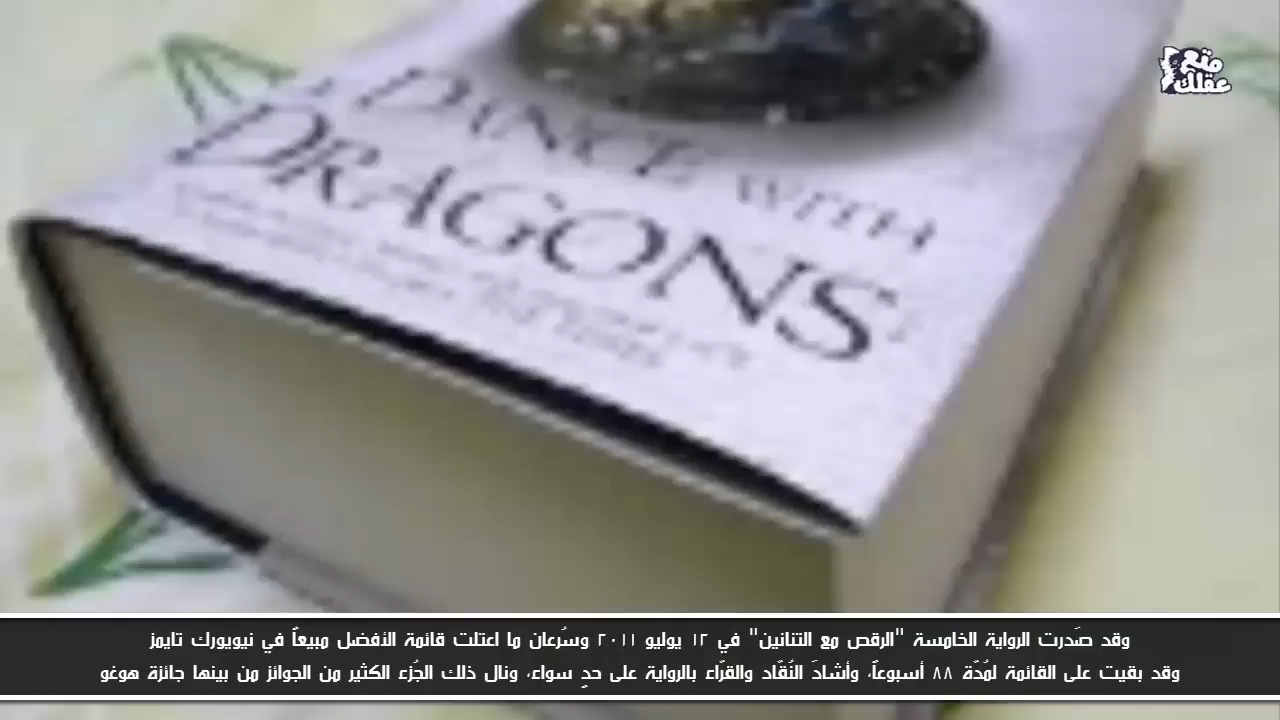 متع
عقلك
DANCE WITH
DRAGONS
وقد صَدرت الرواية الخامسة "الرقص مع التنانين" في ١٢ يوليو ٢٠١١ وسُرعان ما اعتلت قائمة الأفضل مبيعاً في نيويورك تايمز
وقد بقيت على القائمة لمُدّة ٨٨ أسبوعاً، وأشادَ النُقّاد والقرّاء بالرواية على حدٍ سواء، ونال ذلك الجُزء الكثير من الجوائز من بينها جائزة هوغو